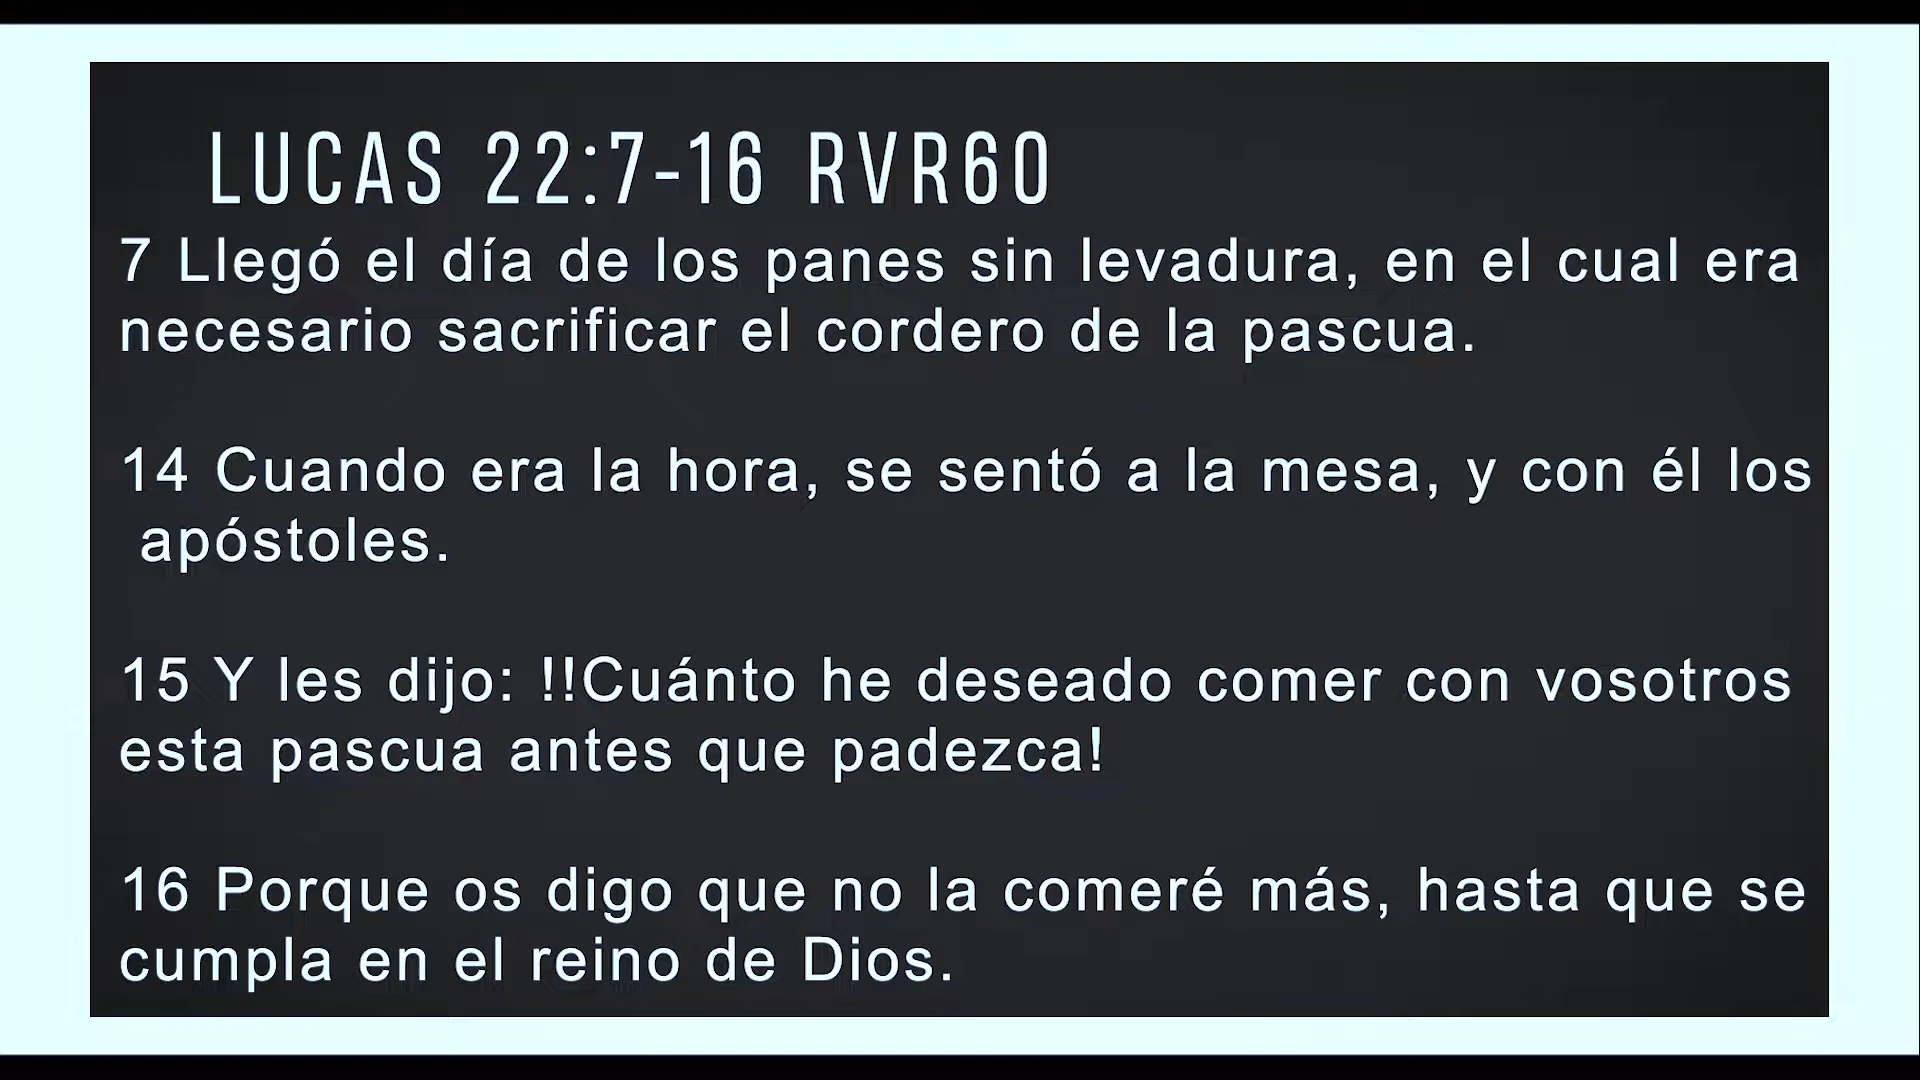 LUCAS 22:7-16 RVR60
7 Llegó el día de los panes sin levadura, en el cual era
necesario sacrificar el cordero de la pascua.
14 Cuando era la hora, se sentó a la mesa, y con él los
apóstoles.
15 Y les dijo: !!Cuánto he deseado comer con vosotros
esta pascua antes que padezca!
16 Porque os digo que no la comeré más, hasta que se
cumpla en el reino de Dios.